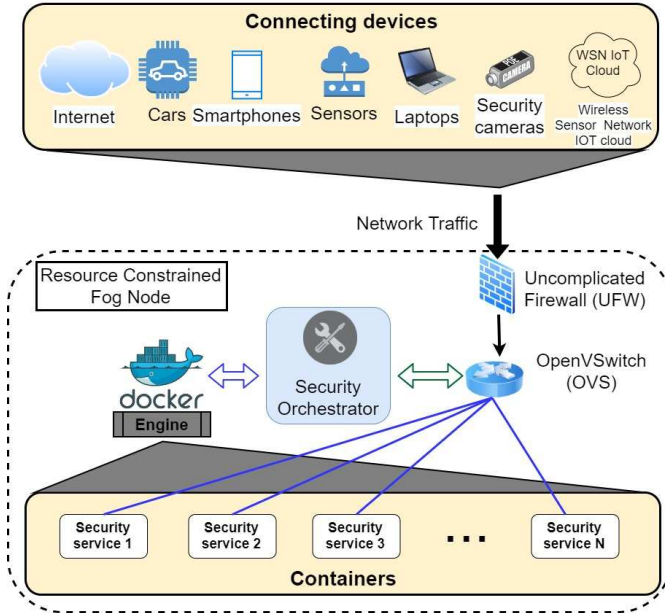 Connecting devices
WSN IoT
Cloud
Internet
Cars
Smartphones
Sensors
Laptops
Security
cameras
Wireless
Sensor Network
IOT cloud
CAMERA
Network Traffic
Resource Constrained
Fog Node
Uncomplicated
Firewall (UFW)
OpenVSwitch
(OVS)
Security
Orchestrator
docker
Engine
Security
service 1
Security
service 2
Security
service 3
...
Security
service N
Containers